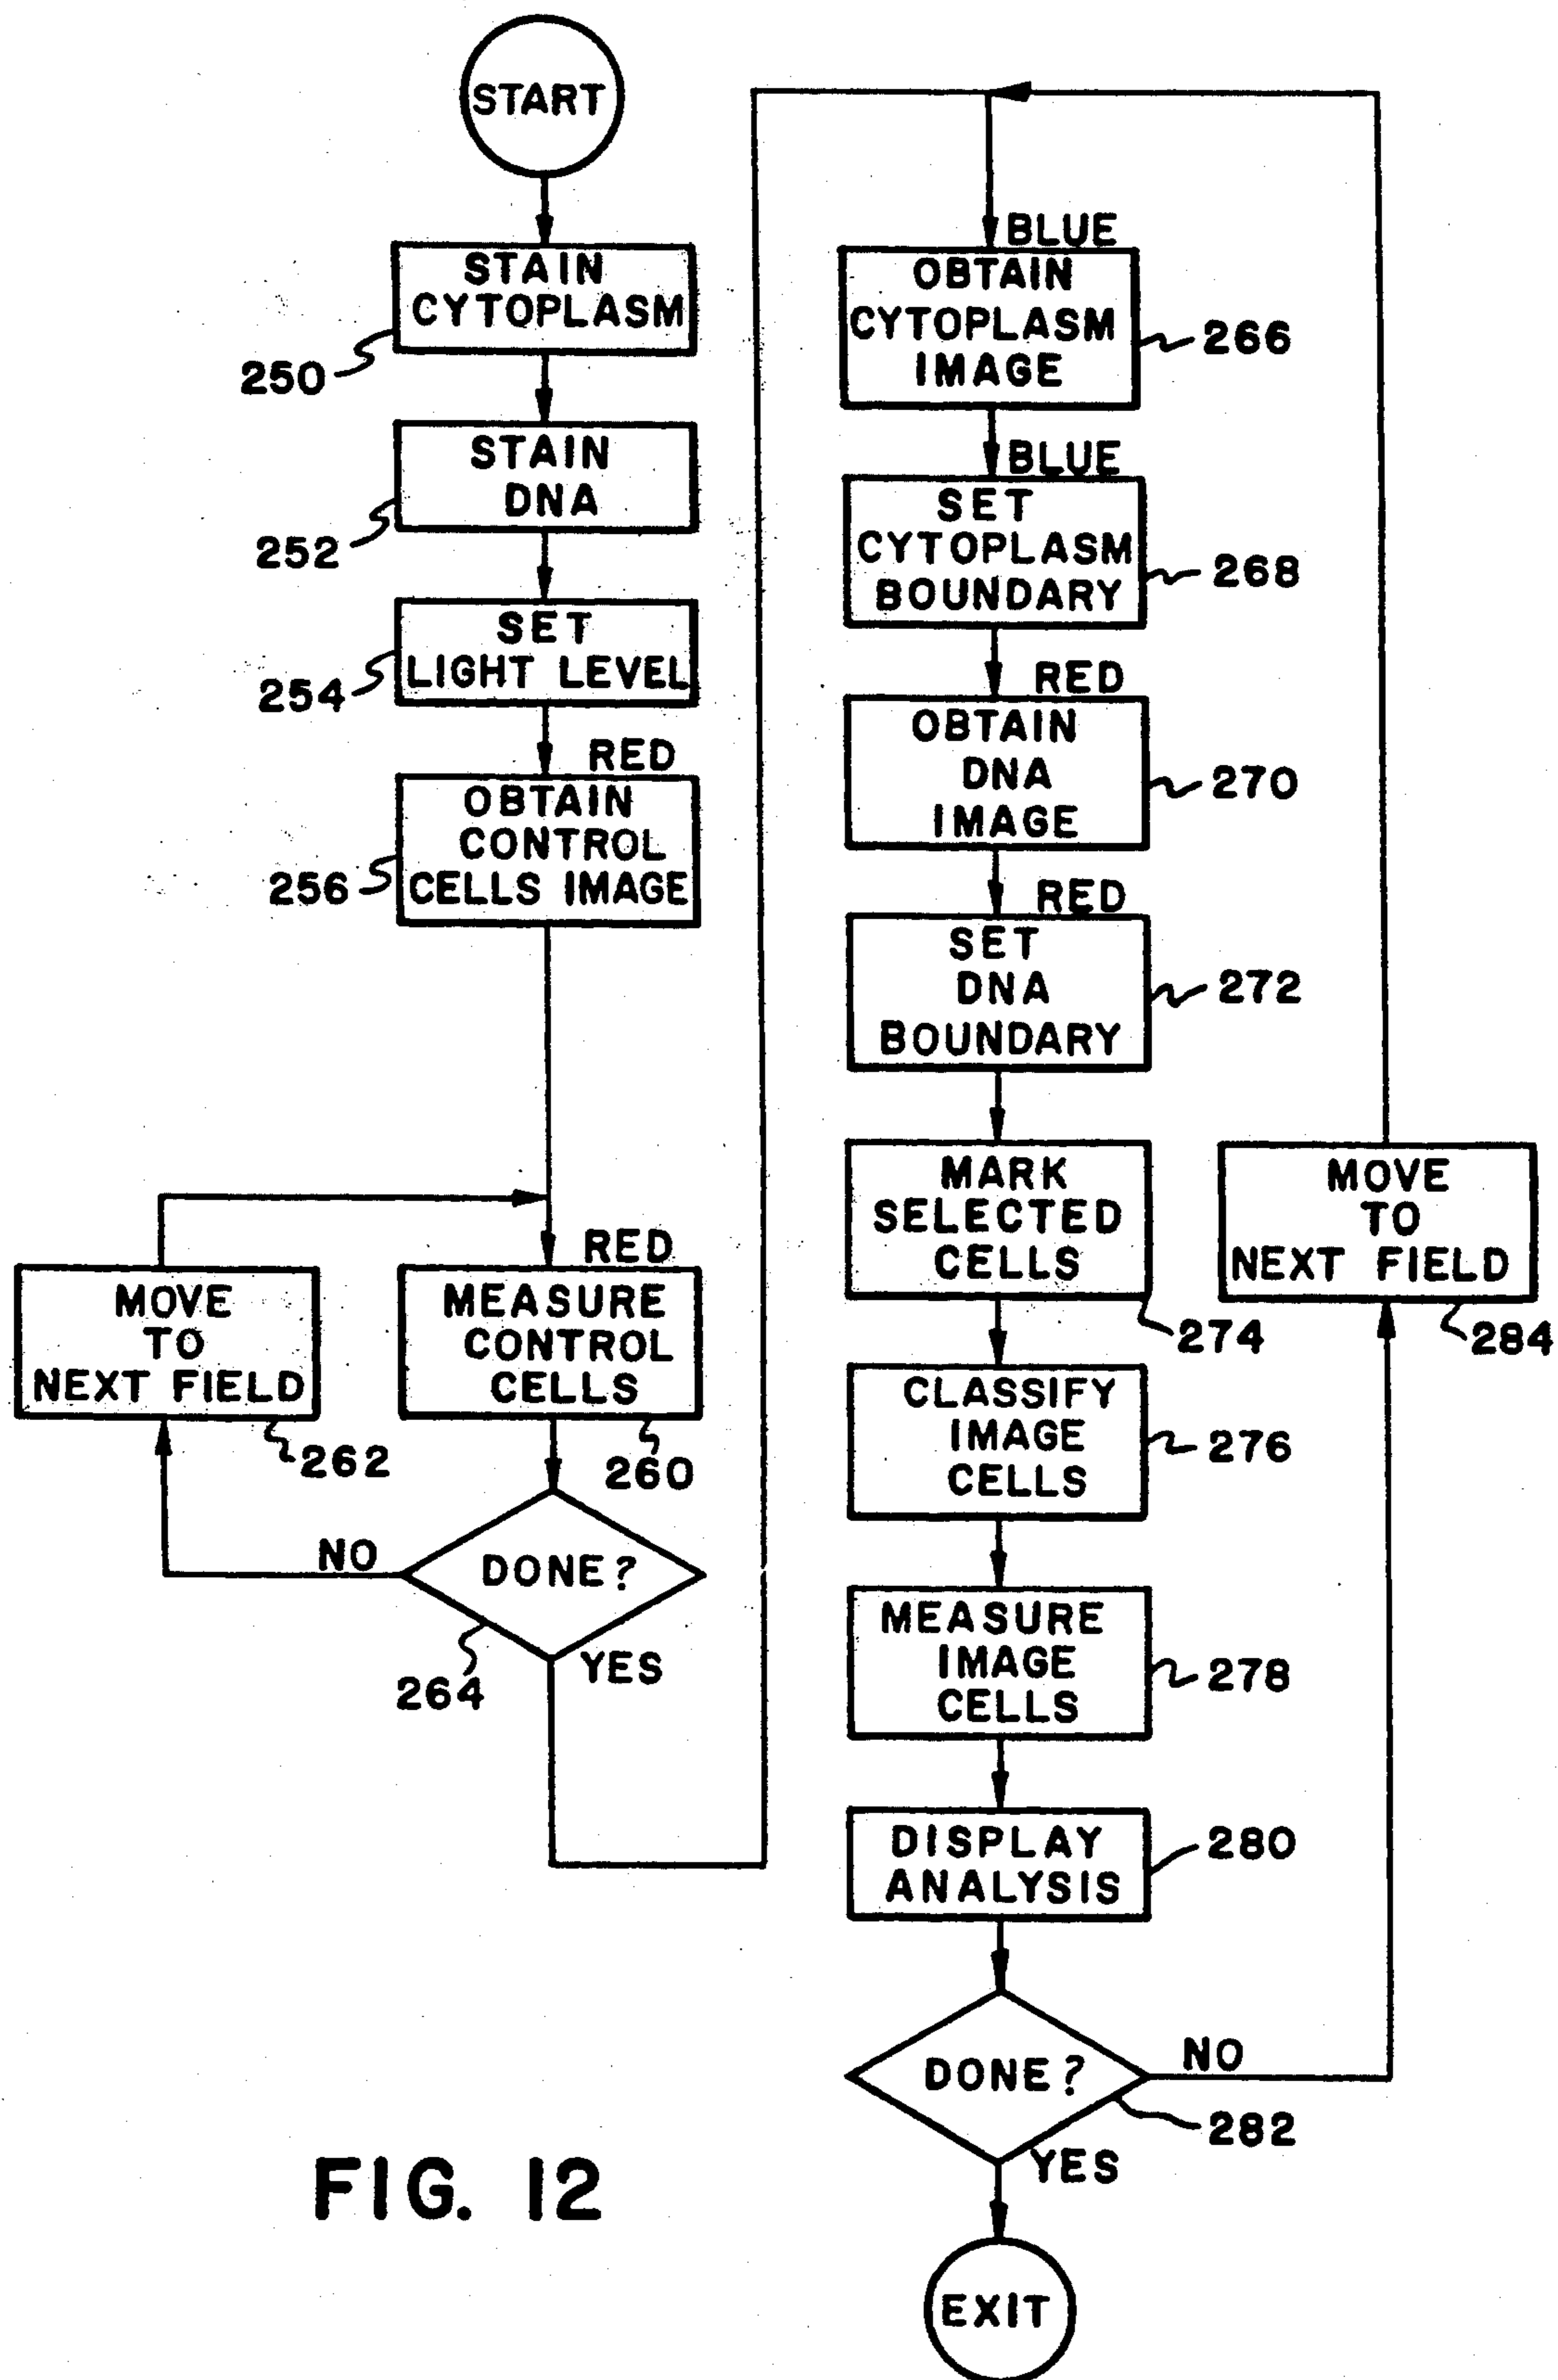 START
STAIN
CYTOPLASM
250
STAIN
DNA
252
SET
LIGHT LEVEL
254
RED
OBTAIN
CONTROL
CELLS IMAGE
256
RED
MEASURE
CONTROL
CELLS
260
MOVE
TO
NEXT FIELD
262
DONE?
NO
264
YES
BLUE
OBTAIN
CYTOPLASM
IMAGE
266
BLUE
SET
CYTOPLASM
BOUNDARY
268
RED
OBTAIN
DNA
IMAGE
270
RED
SET
DNA
BOUNDARY
272
MARK
SELECTED
CELLS
274
MOVE
TO
NEXT FIELD
284
CLASSIFY
IMAGE
CELLS
276
MEASURE
IMAGE
CELLS
278
DISPLAY
ANALYSIS
280
DONE?
NO
282
YES
EXIT
FIG. 12